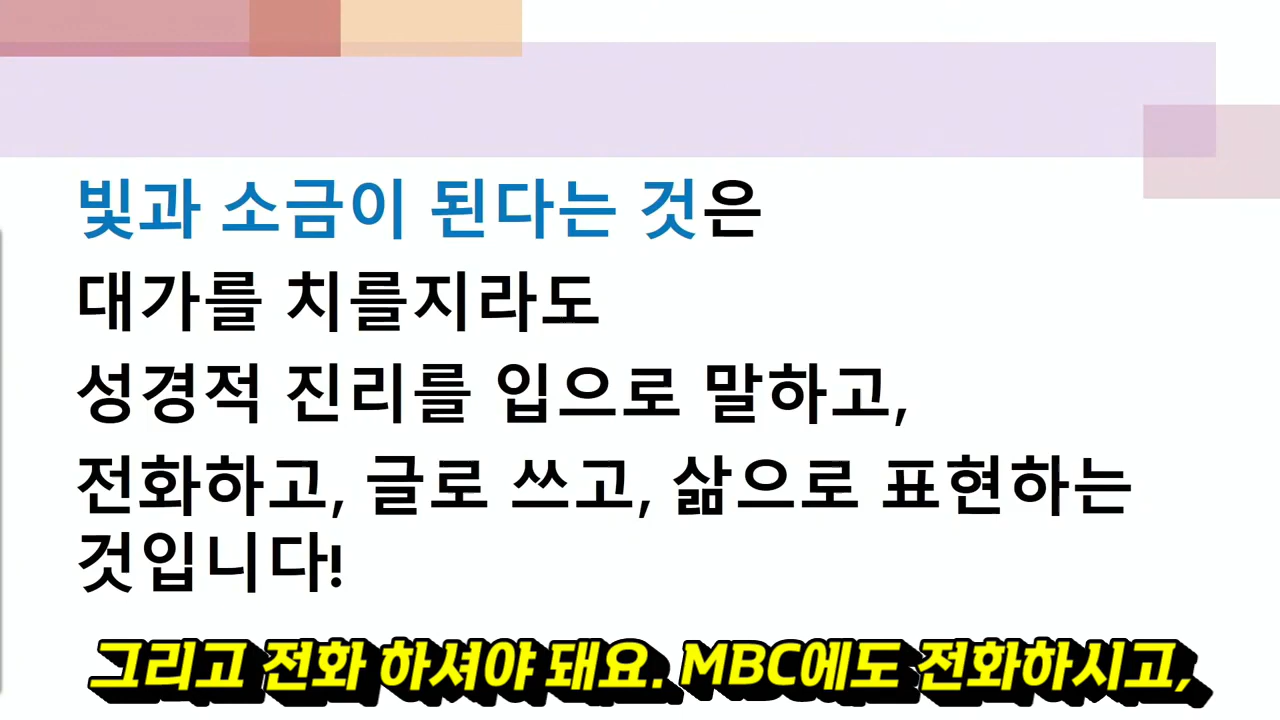 빛과 소금이 된다는 것은
대가를 치를지라도
성경적 진리를 입으로 말하고,
전화하고, 글로 쓰고, 삶으로 표현하는
것입니다!
그리고 전화 하셔야 돼요. MBC에도 전화하시고,